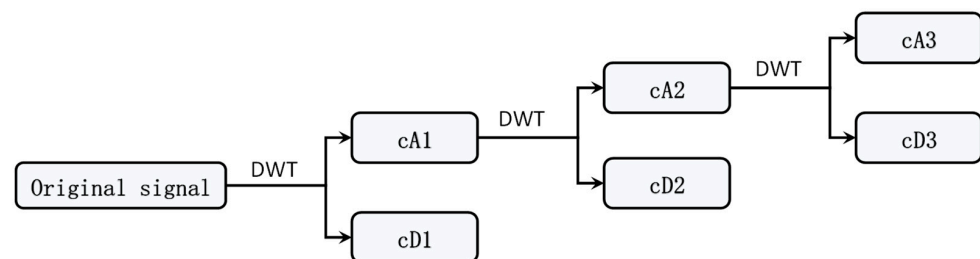 Original signal
DWT
cA1
cD1
DWT
cA2
cD2
DWT
cA3
cD3